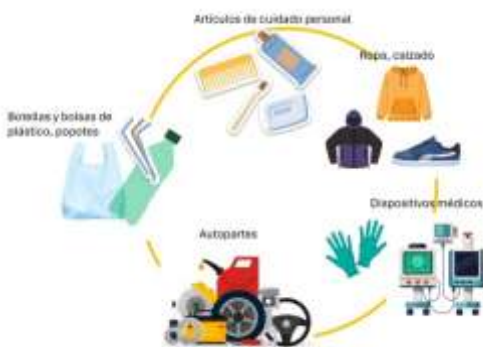 Artículos de cuidado personal
Ropa, calzado
Botellas y bolsas de
plástico, popotes
Dispositivos médicos
Autopartes